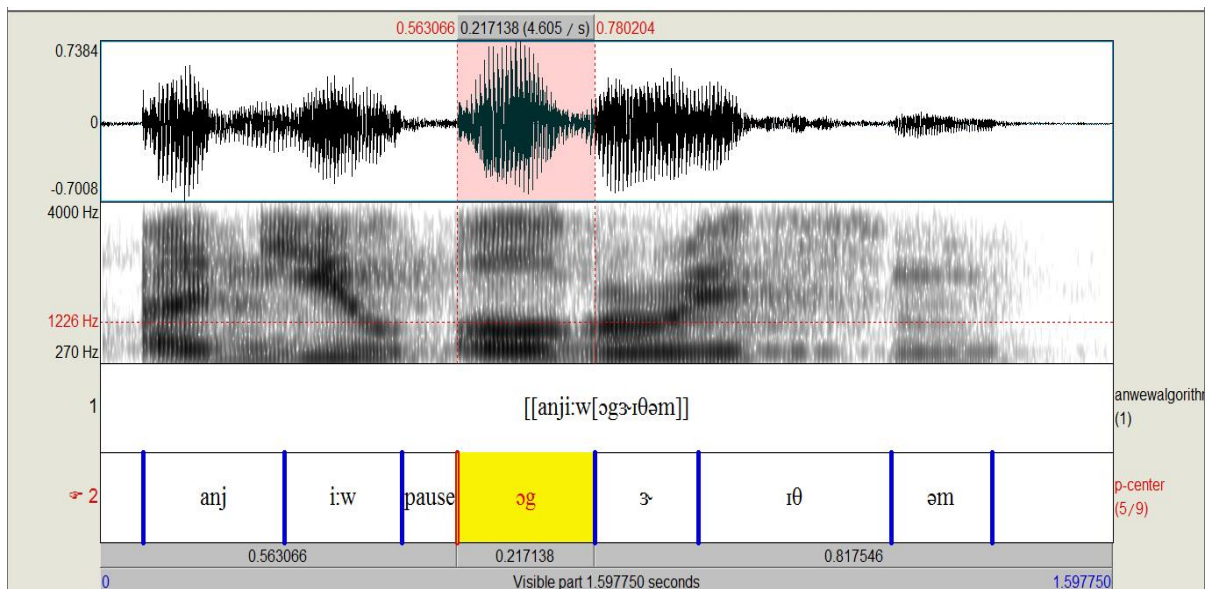 0.563066 0.217138 (4.605 / s) 0.780204
0.7384
0
-0.7008
4000 Hz
1226 Hz
270 Hz
1 [[anji:w[ɔgɝɪθəm]] anwewalgorithr
(1)
☞ 2 anj i:w pause ɔg ɝ ɪθ əm p-center
(5/9)
0.563066 0.217138 0.817546
0 Visible part 1.597750 seconds 1.597750